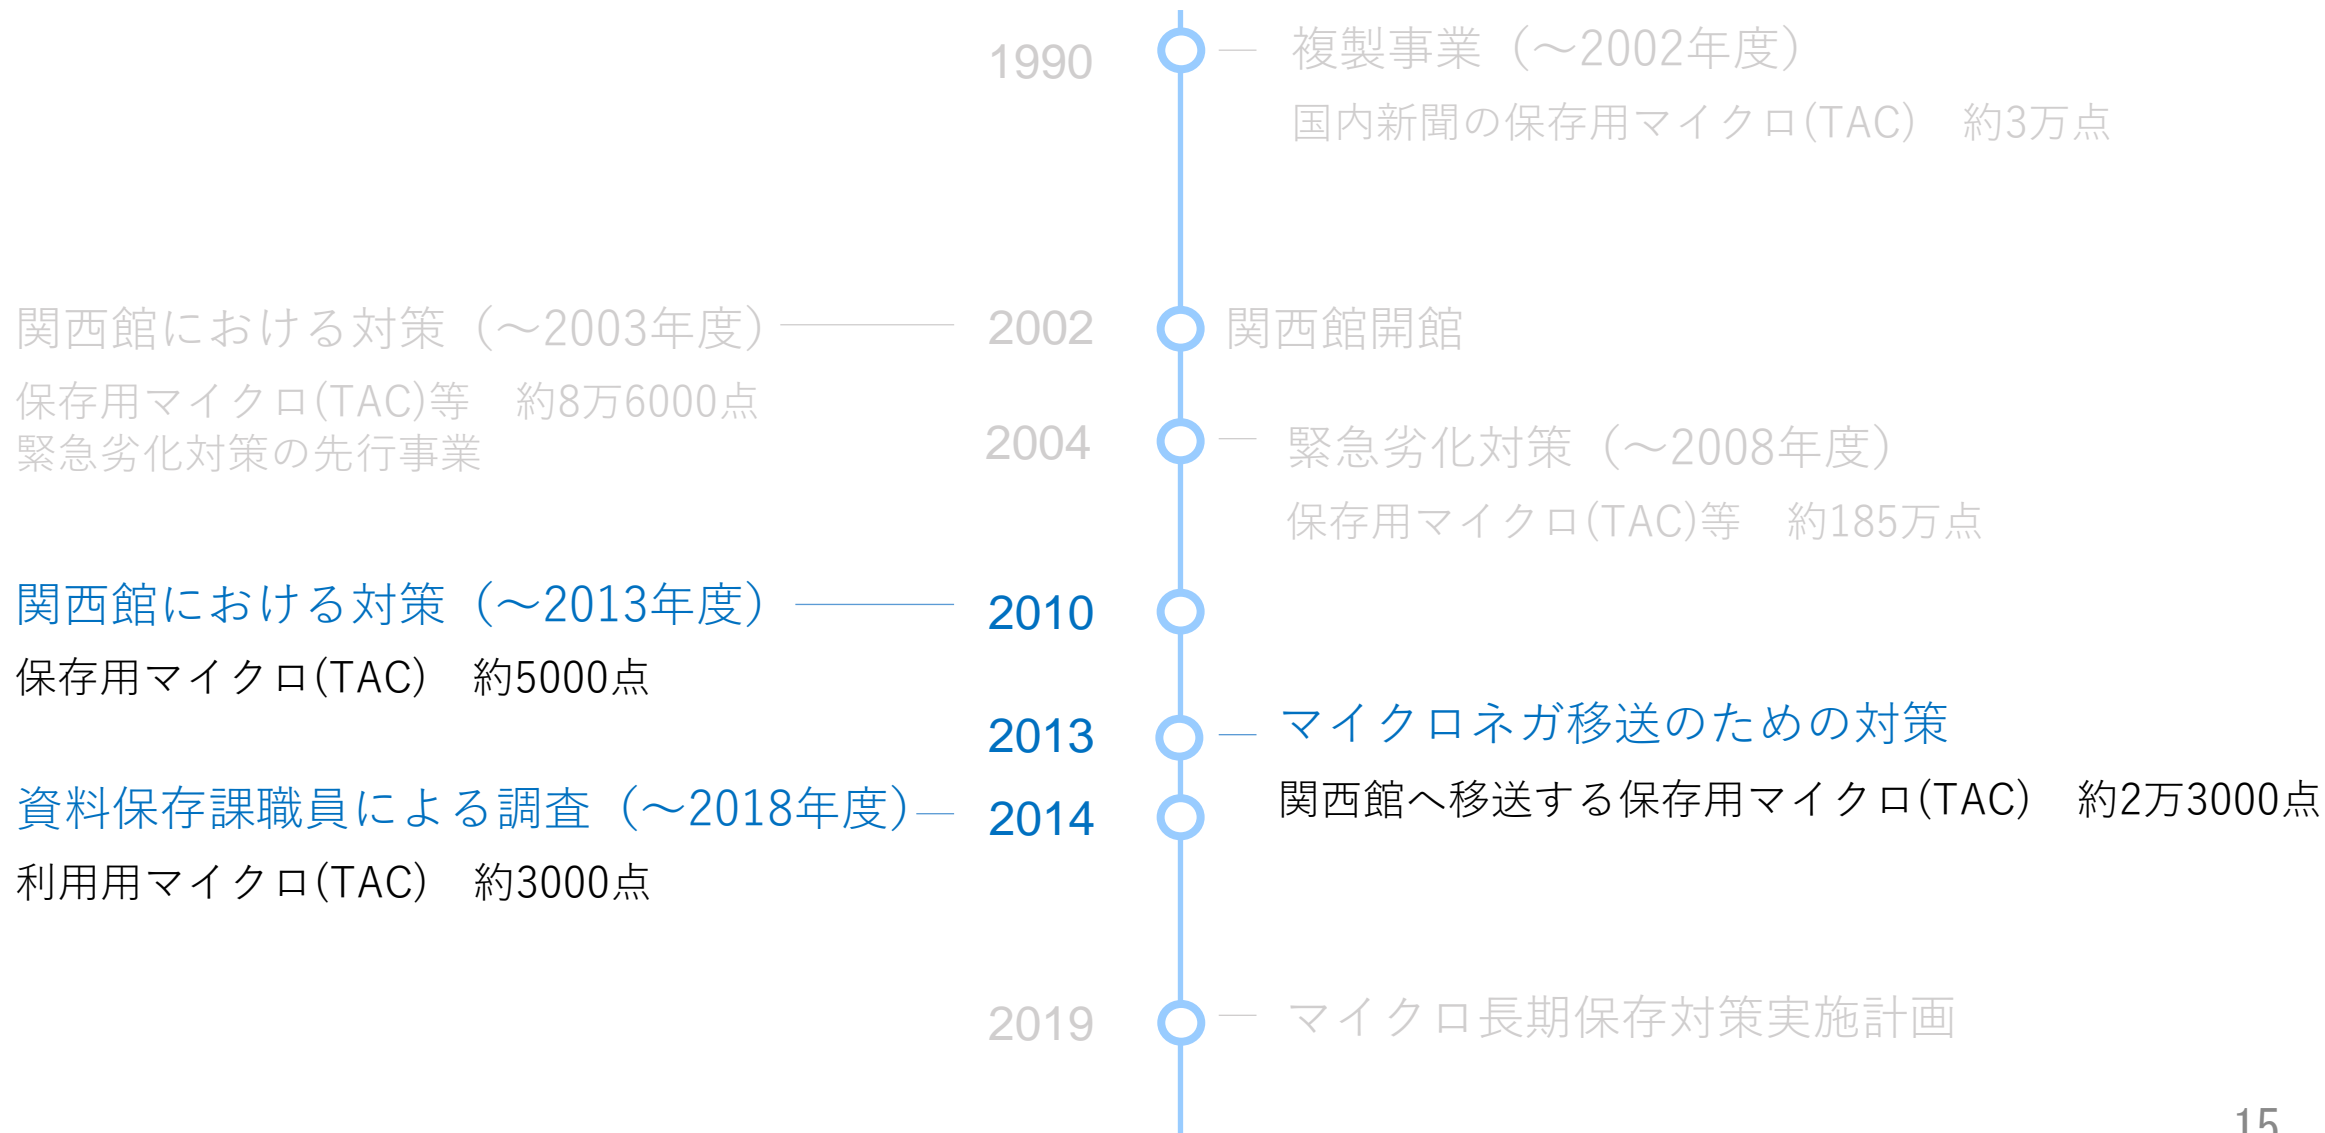 1990
複製事業（～2002年度）
国内新聞の保存用マイクロ(TAC)　約3万点
関西館における対策（～2003年度）
2002
関西館開館
保存用マイクロ(TAC)等　約8万6000点
緊急劣化対策の先行事業
2004
緊急劣化対策（～2008年度）
保存用マイクロ(TAC)等　約185万点
関西館における対策（～2013年度）
2010
保存用マイクロ(TAC)　約5000点
2013
マイクロネガ移送のための対策
関西館へ移送する保存用マイクロ(TAC)　約2万3000点
資料保存課職員による調査（～2018年度）
2014
利用用マイクロ(TAC)　約3000点
2019
マイクロ長期保存対策実施計画
15